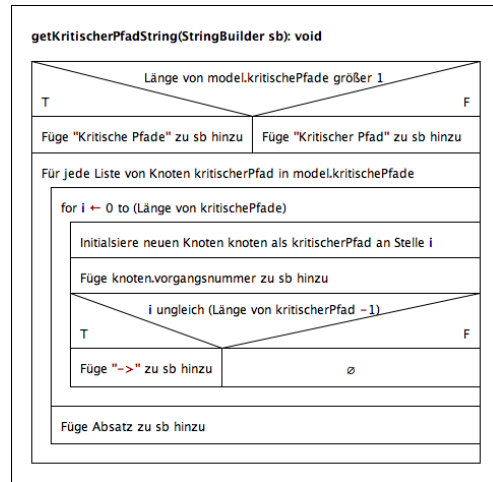 getKritischerPfadString(StringBuilder sb): void
Länge von model.kritischePfade größer 1
T F
Füge "Kritische Pfade" zu sb hinzu Füge "Kritischer Pfad" zu sb hinzu
Für jede Liste von Knoten kritischerPfad in model.kritischePfade
for i ← 0 to (Länge von kritischePfade)
Initialsiere neuen Knoten knoten als kritischerPfad an Stelle i
Füge knoten.vorgangsnummer zu sb hinzu
i ungleich (Länge von kritischerPfad -1)
T F
Füge "->" zu sb hinzu ∅
Füge Absatz zu sb hinzu